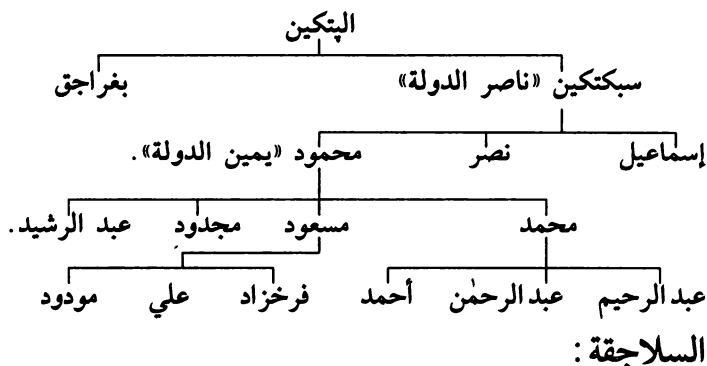 الپتكين
سبكتكين «ناصر الدولة» بغراجق
إسماعيل نصر محمود «يمين الدولة».
محمد مسعود مجدود عبد الرشيد.
عبد الرحيم عبد الرحمٰن أحمد فرخزاد علي مودود
السلاجقة :